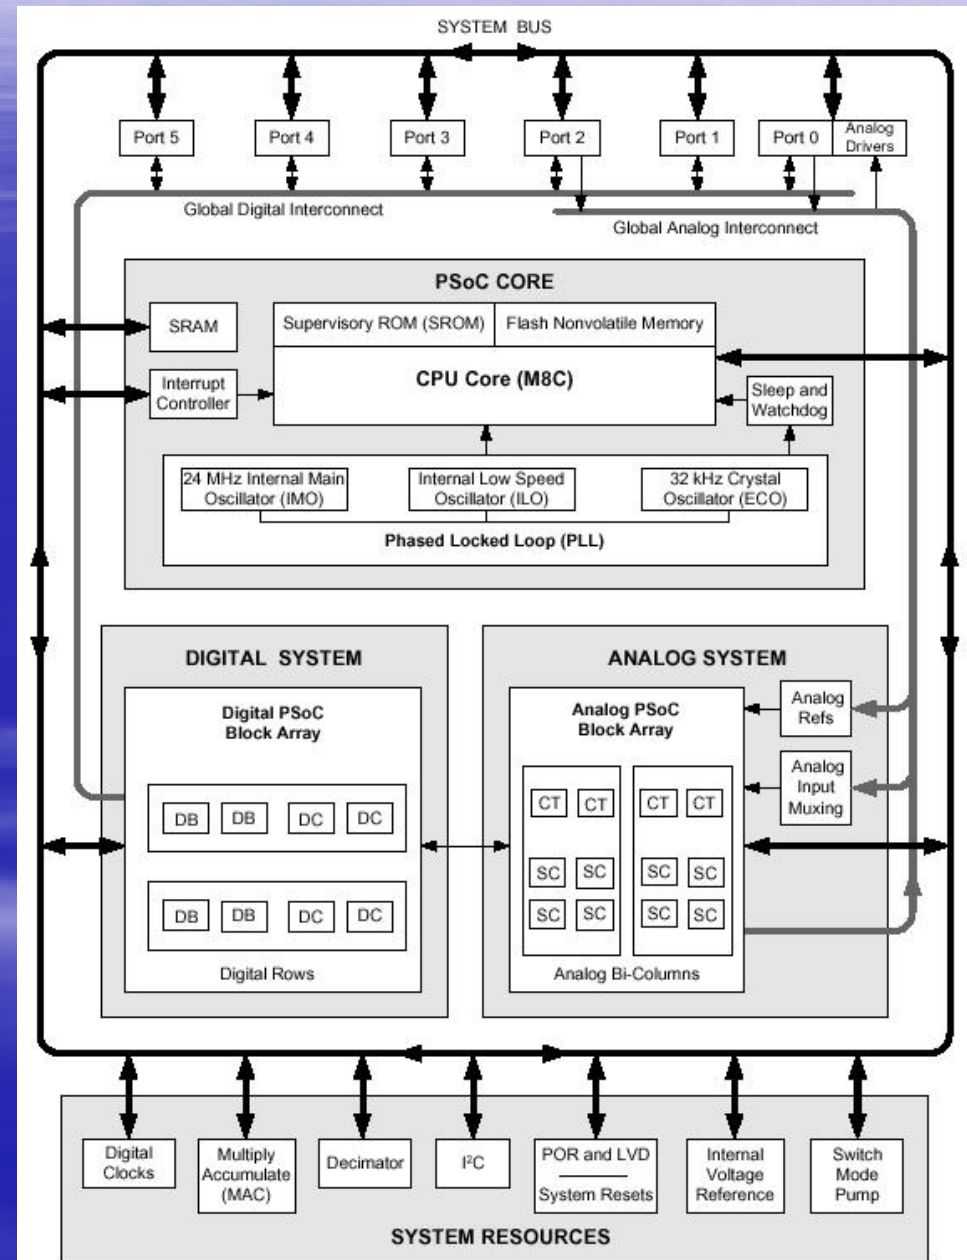 SYSTEM BUS
Port 5
Port 4
Port 3
Port 2
Port 1
Port 0
Analog
Drivers
Global Digital Interconnect
Global Analog Interconnect
PSoC CORE
SRAM
Supervisory ROM (SROM)
Flash Nonvolatile Memory
CPU Core (M8C)
Interrupt
Controller
Sleep and
Watchdog
24 MHz Internal Main
Oscillator (IMO)
Internal Low Speed
Oscillator (ILO)
32 kHz Crystal
Oscillator (ECO)
Phased Locked Loop (PLL)
DIGITAL SYSTEM
Digital PSoC
Block Array
DB DB DC DC
DB DB DC DC
Digital Rows
ANALOG SYSTEM
Analog PSoC
Block Array
Analog
Refs
Analog
Input
Muxing
CT CT CT CT
SC SC SC SC
SC SC SC SC
Analog Bi-Columns
Digital
Clocks
Multiply
Accumulate
(MAC)
Decimator
I²C
POR and LVD
System Resets
Internal
Voltage
Reference
Switch
Mode
Pump
SYSTEM RESOURCES